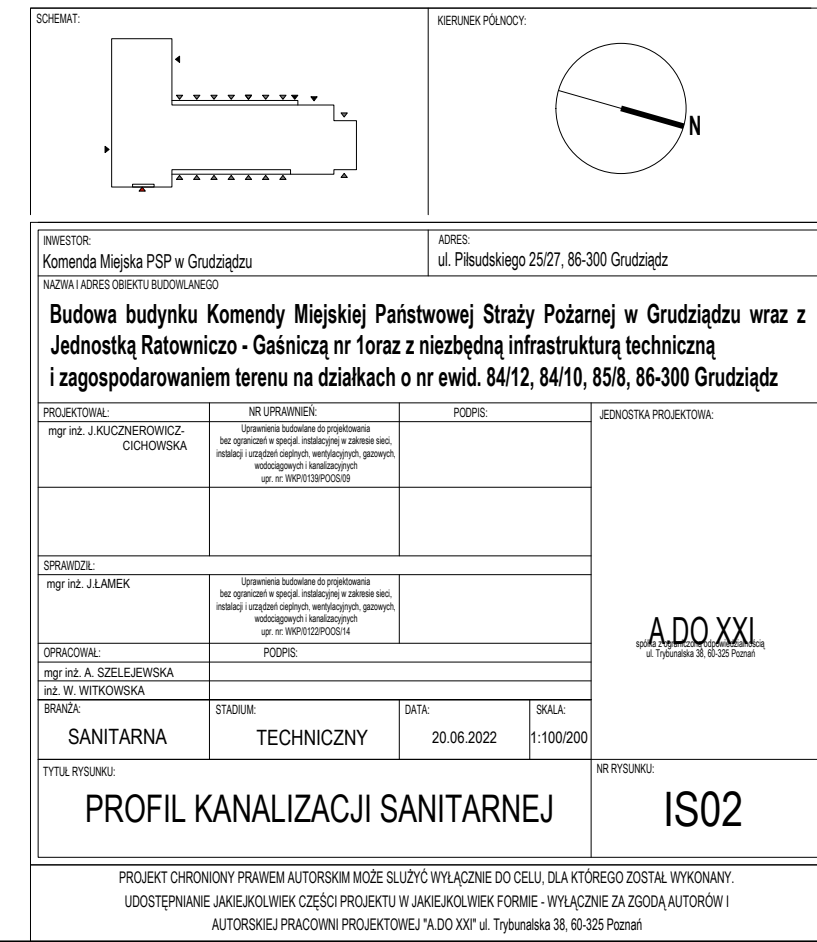 SCHEMAT:
KIERUNEK PÓŁNOCY:
N
INWESTOR:
Komenda Miejska PSP w Grudziądzu
ADRES:
ul. Piłsudskiego 25/27, 86-300 Grudziądz
NAZWA I ADRES OBIEKTU BUDOWLANEGO
Budowa budynku Komendy Miejskiej Państwowej Straży Pożarnej w Grudziądzu wraz z
Jednostką Ratowniczo - Gaśniczą nr 1oraz z niezbędną infrastrukturą techniczną
i zagospodarowaniem terenu na działkach o nr ewid. 84/12, 84/10, 85/8, 86-300 Grudziądz
PROJEKTOWAŁ:
NR UPRAWNIEŃ:
PODPIS:
JEDNOSTKA PROJEKTOWA:
mgr inż. J.KUCZNEROWICZ-
CICHOWSKA
Uprawnienia budowlane do projektowania
bez ograniczeń w specjal. instalacyjnej w zakresie sieci,
instalacji i urządzeń cieplnych, wentylacyjnych, gazowych,
wodociągowych i kanalizacyjnych
upr. nr: WKP/0139/POOS/09
SPRAWDZIŁ:
mgr inż. J.ŁAMEK
Uprawnienia budowlane do projektowania
bez ograniczeń w specjal. instalacyjnej w zakresie sieci,
instalacji i urządzeń cieplnych, wentylacyjnych, gazowych,
wodociągowych i kanalizacyjnych
upr. nr: WKP/0122/POOS/14
A.DO XXI
spółka z ograniczoną odpowiedzialnością
ul. Trybunalska 38, 60-325 Poznań
OPRACOWAŁ:
PODPIS:
mgr inż. A. SZELEJEWSKA
inż. W. WITKOWSKA
BRANŻA:
STADIUM:
DATA:
SKALA:
SANITARNA
TECHNICZNY
20.06.2022
1:100/200
TYTUŁ RYSUNKU:
NR RYSUNKU:
PROFIL KANALIZACJI SANITARNEJ
IS02
PROJEKT CHRONIONY PRAWEM AUTORSKIM MOŻE SLUŻYĆ WYŁĄCZNIE DO CELU, DLA KTÓREGO ZOSTAŁ WYKONANY.
UDOSTĘPNIANIE JAKIEJKOLWIEK CZĘŚCI PROJEKTU W JAKIEJKOLWIEK FORMIE - WYŁĄCZNIE ZA ZGODĄ AUTORÓW I
AUTORSKIEJ PRACOWNI PROJEKTOWEJ "A.DO XXI" ul. Trybunalska 38, 60-325 Poznań